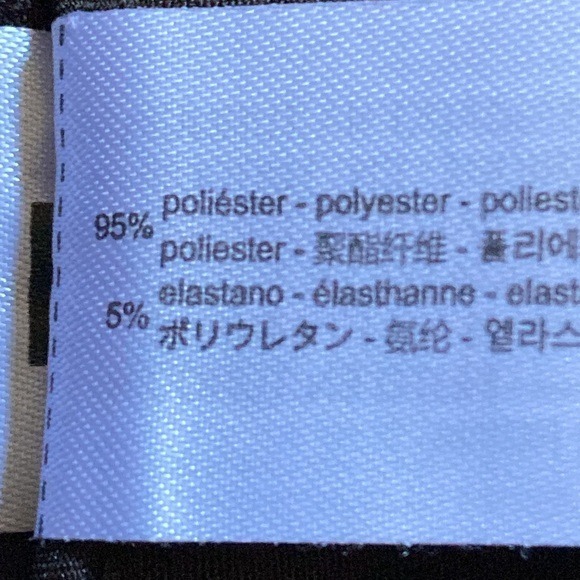 95% poliéster - polyester - poliest
poliester - 聚酯纤维 - 폴리에
5% elastano - élasthanne - elast
ポリウレタン - 氨纶 - 엘라스